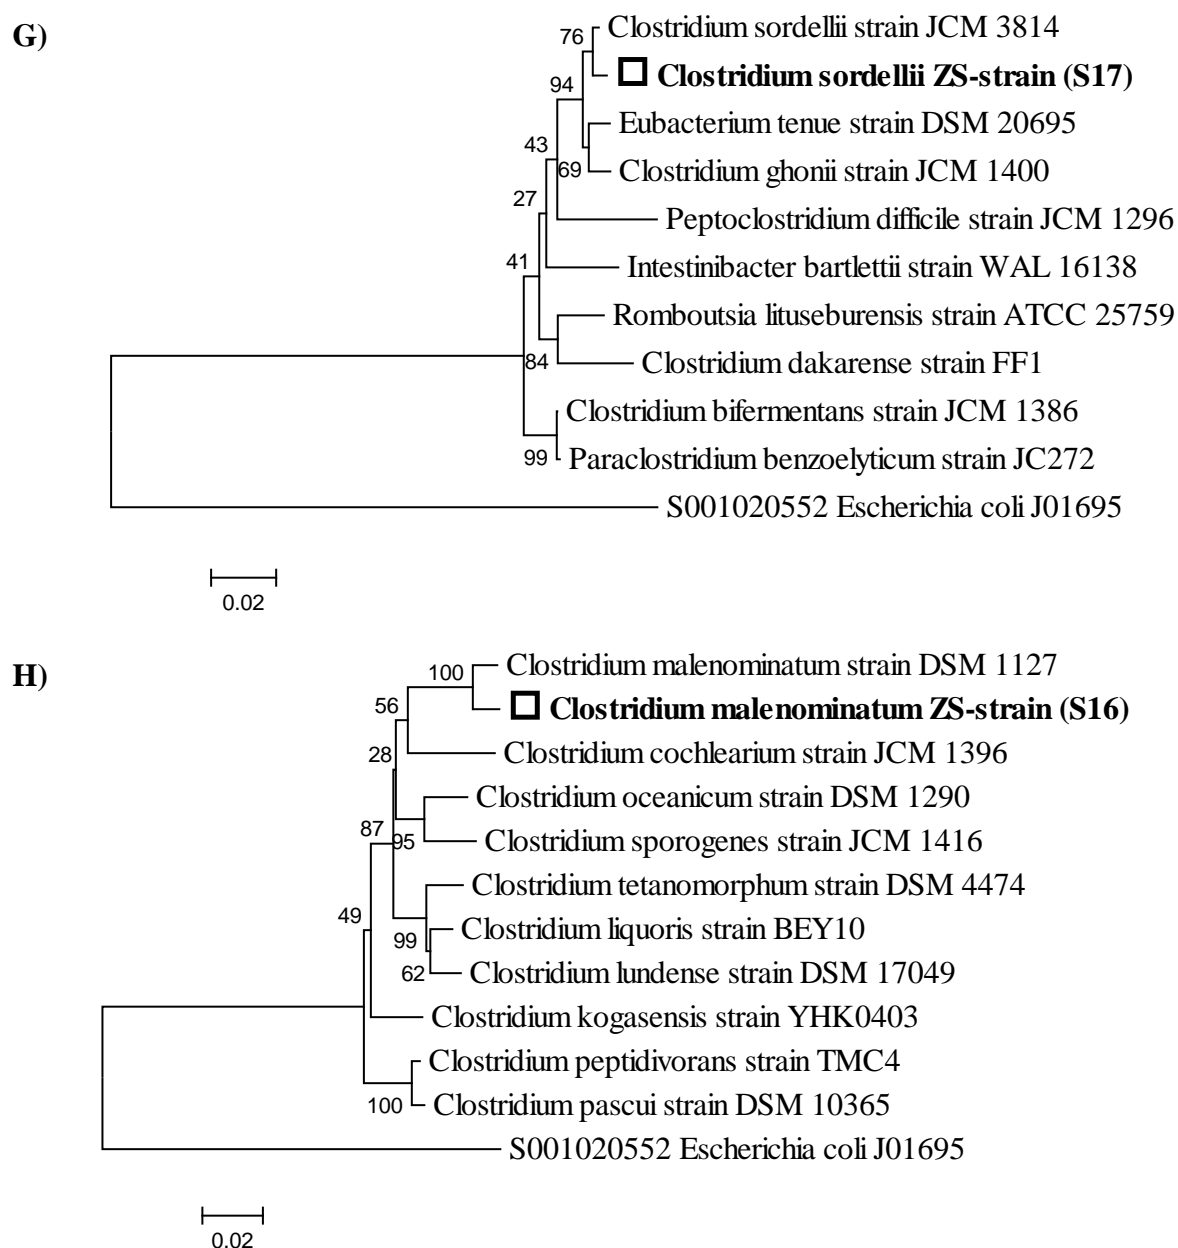 G)
76
Clostridium sordellii strain JCM 3814
Clostridium sordellii ZS-strain (S17)
94
Eubacterium tenue strain DSM 20695
43
69
Clostridium ghonii strain JCM 1400
27
Peptoclostridium difficile strain JCM 1296
41
Intestinibacter bartlettii strain WAL 16138
Romboutsia lituseburensis strain ATCC 25759
84
Clostridium dakarense strain FF1
Clostridium bifermentans strain JCM 1386
99
Paraclostridium benzoelyticum strain JC272
S001020552 Escherichia coli J01695
0.02
H)
100
Clostridium malenominatum strain DSM 1127
56
Clostridium malenominatum ZS-strain (S16)
28
Clostridium cochlearium strain JCM 1396
Clostridium oceanicum strain DSM 1290
87
95
Clostridium sporogenes strain JCM 1416
Clostridium tetanomorphum strain DSM 4474
49
Clostridium liquoris strain BEY10
99
62
Clostridium lundense strain DSM 17049
Clostridium kogasensis strain YHK0403
Clostridium peptidivorans strain TMC4
100
Clostridium pascui strain DSM 10365
S001020552 Escherichia coli J01695
0.02